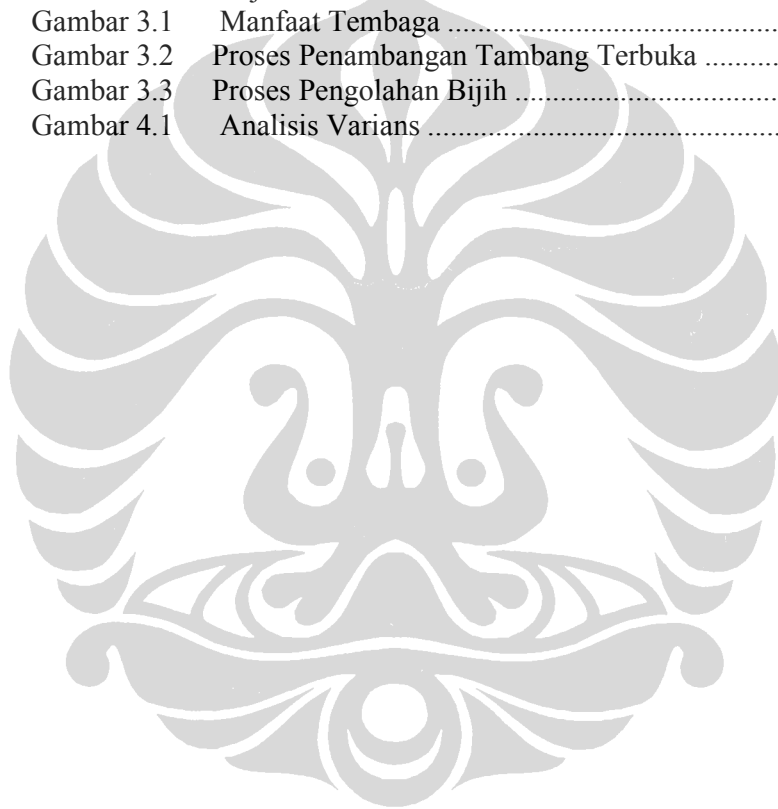 Gambar 3.1 Manfaat Tembaga ............................................
Gambar 3.2 Proses Penambangan Tambang Terbuka ..........
Gambar 3.3 Proses Pengolahan Bijih ..................................
Gambar 4.1 Analisis Varians ..............................................